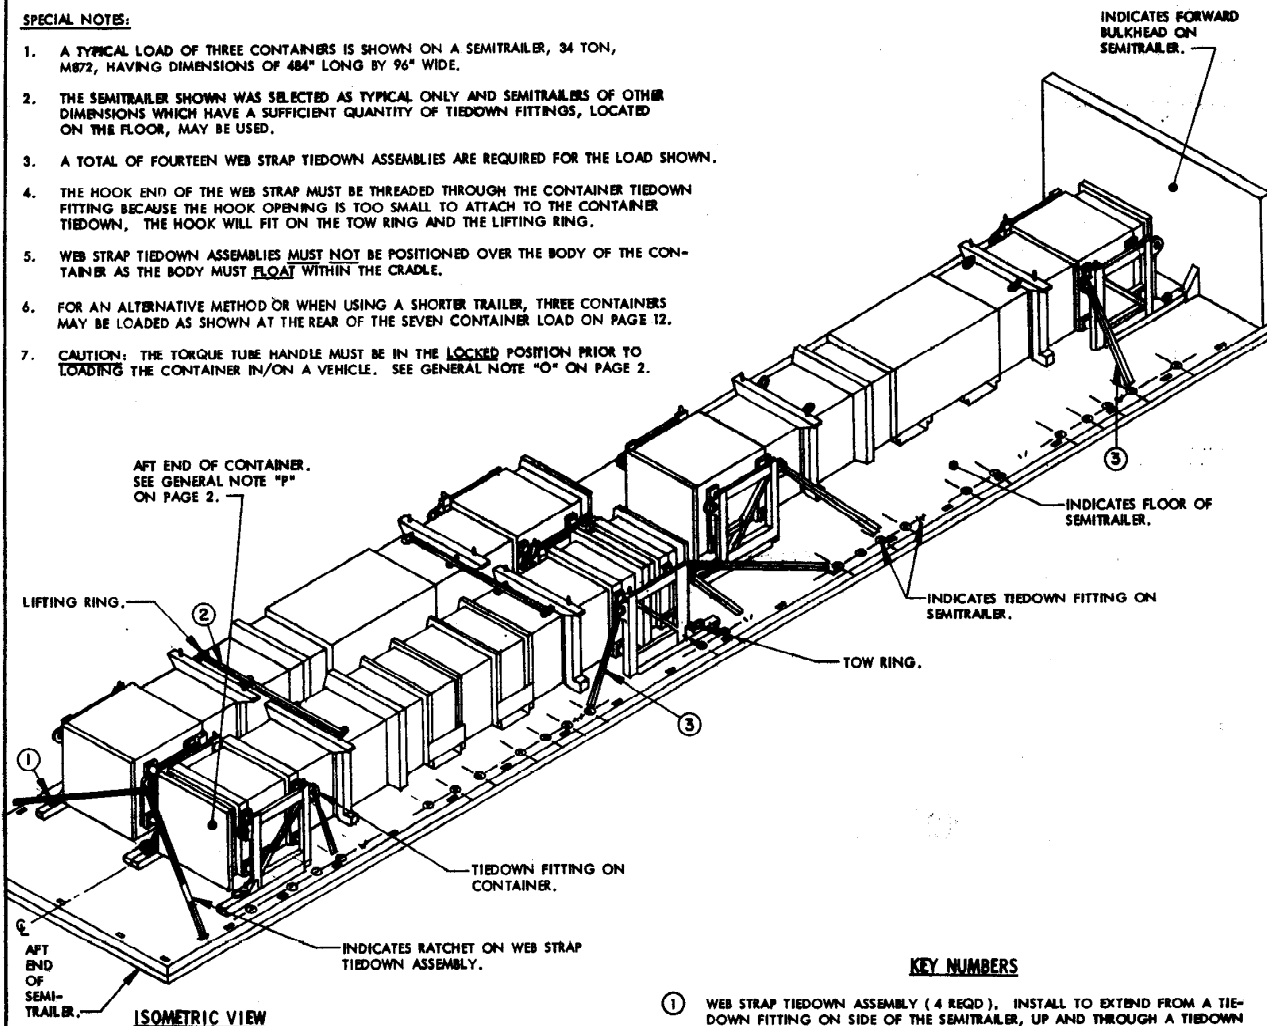 SPECIAL NOTES:
1. A TYPICAL LOAD OF THREE CONTAINERS IS SHOWN ON A SEMITRAILER, 34 TON,
M872, HAVING DIMENSIONS OF 484" LONG BY 96" WIDE.
2. THE SEMITRAILER SHOWN WAS SELECTED AS TYPICAL ONLY AND SEMITRAILERS OF OTHER
DIMENSIONS WHICH HAVE A SUFFICIENT QUANTITY OF TIEDOWN FITTINGS, LOCATED
ON THE FLOOR, MAY BE USED.
3. A TOTAL OF FOURTEEN WEB STRAP TIEDOWN ASSEMBLIES ARE REQUIRED FOR THE LOAD SHOWN.
4. THE HOOK END OF THE WEB STRAP MUST BE THREADED THROUGH THE CONTAINER TIEDOWN
FITTING BECAUSE THE HOOK OPENING IS TOO SMALL TO ATTACH TO THE CONTAINER
TIEDOWN, THE HOOK WILL FIT ON THE TOW RING AND THE LIFTING RING.
5. WEB STRAP TIEDOWN ASSEMBLIES MUST NOT BE POSITIONED OVER THE BODY OF THE CON-
TAINER AS THE BODY MUST FLOAT WITHIN THE CRADLE.
6. FOR AN ALTERNATIVE METHOD OR WHEN USING A SHORTER TRAILER, THREE CONTAINERS
MAY BE LOADED AS SHOWN AT THE REAR OF THE SEVEN CONTAINER LOAD ON PAGE 12.
7. CAUTION: THE TORQUE TUBE HANDLE MUST BE IN THE LOCKED POSITION PRIOR TO
LOADING THE CONTAINER IN/ON A VEHICLE. SEE GENERAL NOTE "O" ON PAGE 2.
INDICATES FORWARD
BULKHEAD ON
SEMITRAILER.
3
AFT END OF CONTAINER.
SEE GENERAL NOTE "P"
ON PAGE 2.
INDICATES FLOOR OF
SEMITRAILER.
LIFTING RING.
2
INDICATES TIEDOWN FITTING ON
SEMITRAILER.
TOW RING.
3
1
TIEDOWN FITTING ON
CONTAINER.
INDICATES RATCHET ON WEB STRAP
TIEDOWN ASSEMBLY.
CL
AFT
END
OF
SEMI-
TRAILER.
ISOMETRIC VIEW
KEY NUMBERS
1 WEB STRAP TIEDOWN ASSEMBLY (4 REQD). INSTALL TO EXTEND FROM A TIE-
DOWN FITTING ON SIDE OF THE SEMITRAILER, UP AND THROUGH A TIEDOWN